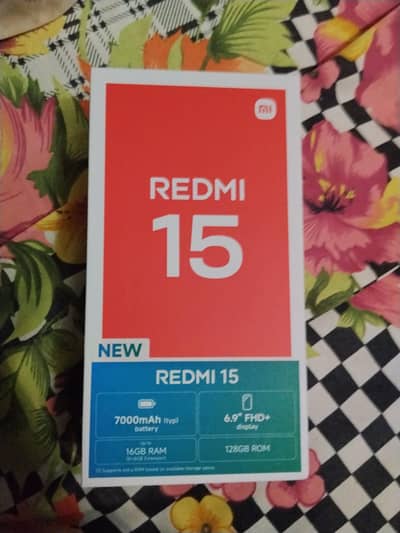 mi
REDMI
15
NEW
REDMI 15
7000mAh (typ)
battery
6.9" FHD+
display
Up to
16GB RAM
128GB ROM